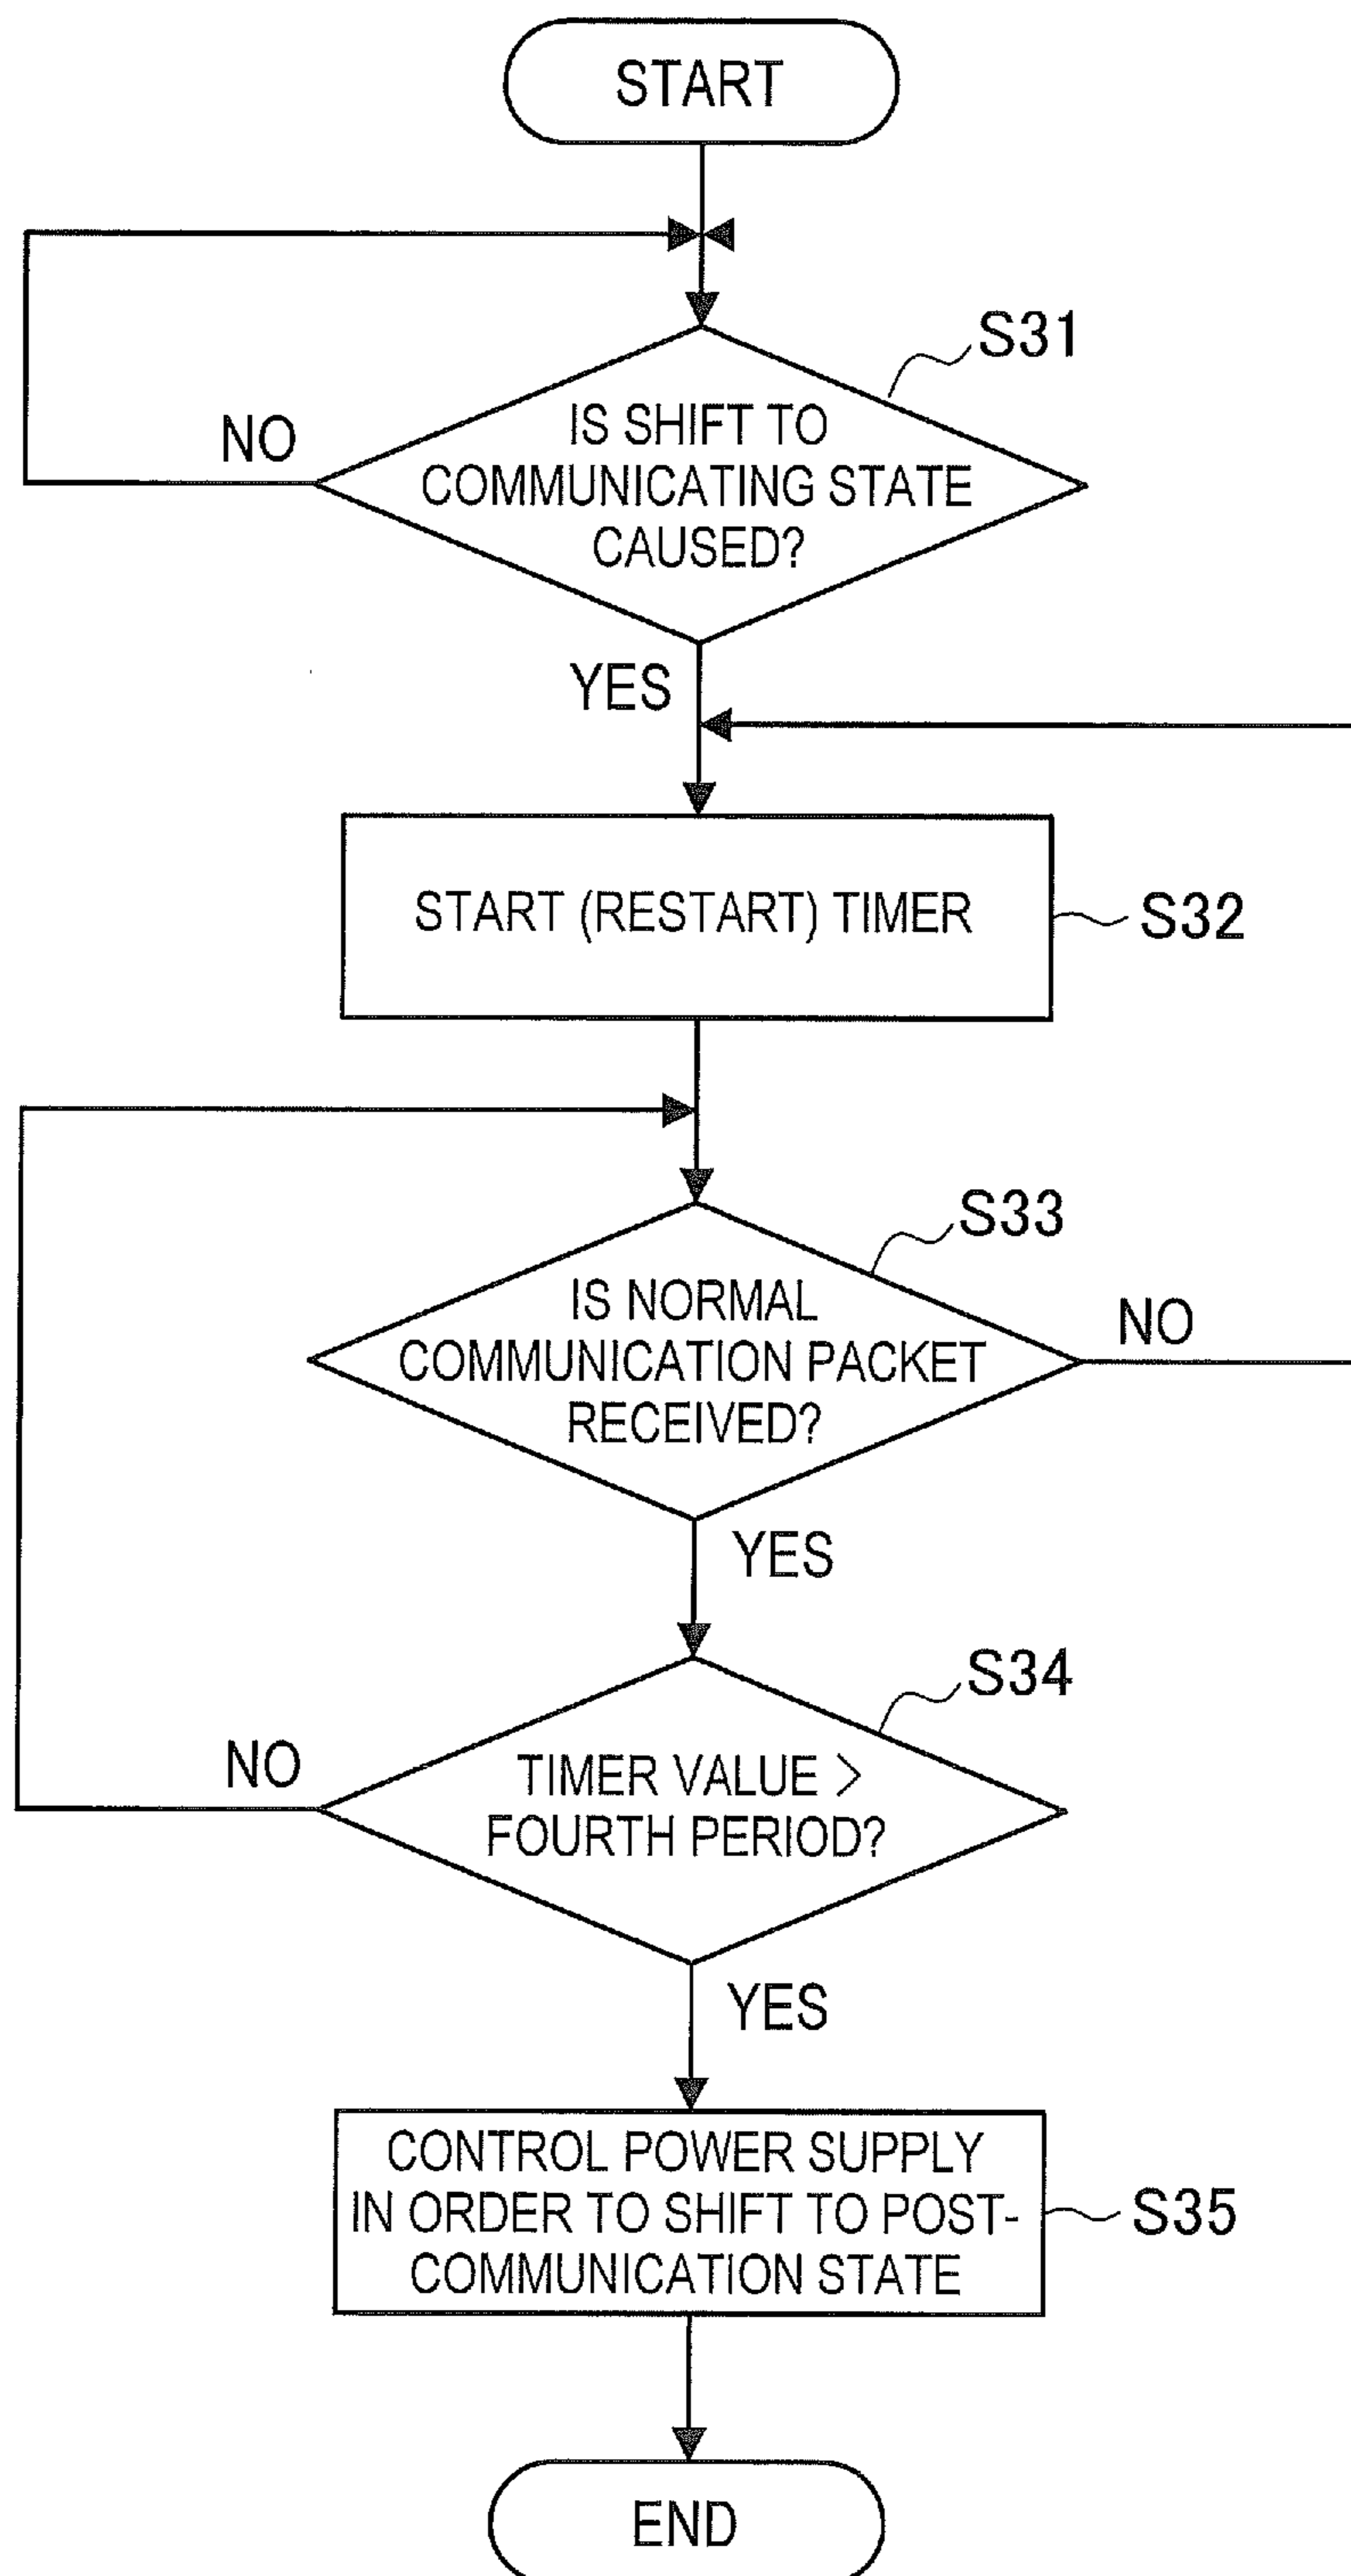 START
S31
IS SHIFT TO
COMMUNICATING STATE
CAUSED?
NO
YES
START (RESTART) TIMER
S32
S33
IS NORMAL
COMMUNICATION PACKET
RECEIVED?
NO
YES
S34
TIMER VALUE >
FOURTH PERIOD?
NO
YES
CONTROL POWER SUPPLY
IN ORDER TO SHIFT TO POST-
COMMUNICATION STATE
S35
END